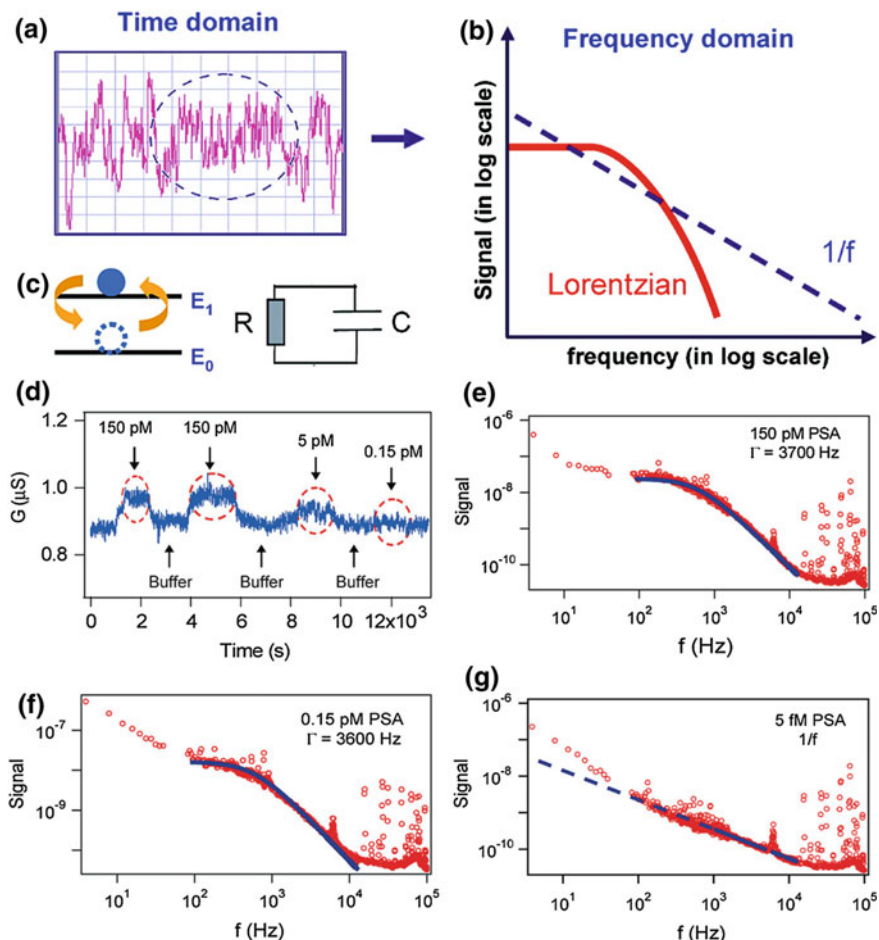 (a) Time domain
(b) Frequency domain
Signal (in log scale)
1/f
Lorentzian
frequency (in log scale)
(c)
E1
E0
R
C
(d)
1.2
1.0
0.8
G (μS)
150 pM
150 pM
5 pM
0.15 pM
Buffer
Buffer
Buffer
0 2 4 6 8 10 12x10³
Time (s)
(e)
150 pM PSA
Γ = 3700 Hz
10⁻⁶
10⁻⁸
10⁻¹⁰
Signal
10¹ 10² 10³ 10⁴ 10⁵
f (Hz)
(f)
0.15 pM PSA
Γ = 3600 Hz
10⁻⁷
10⁻⁹
Signal
10¹ 10² 10³ 10⁴ 10⁵
f (Hz)
(g)
5 fM PSA
1/f
10⁻⁶
10⁻⁸
10⁻¹⁰
Signal
10¹ 10² 10³ 10⁴ 10⁵
f (Hz)